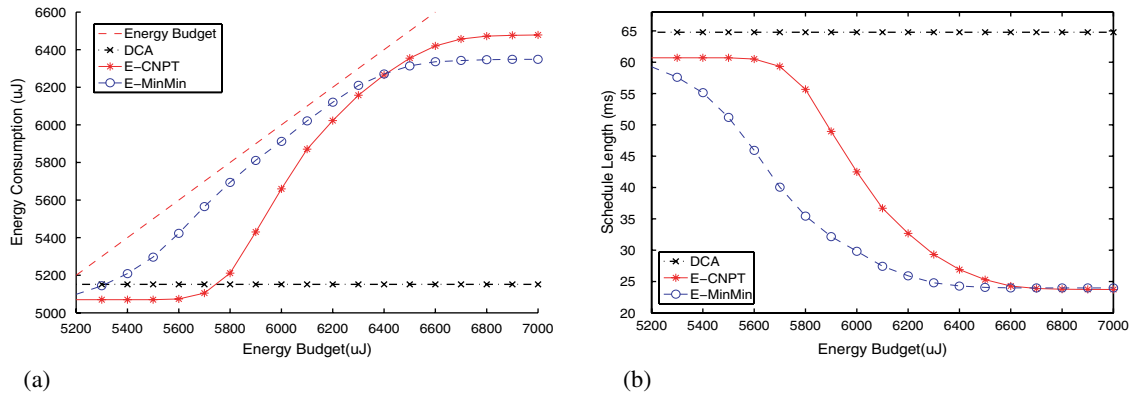 6600
6400
6200
6000
5800
5600
5400
5200
5000
Energy Consumption (uJ)
Energy Budget
DCA
E-CNPT
E-MinMin
5200 5400 5600 5800 6000 6200 6400 6600 6800 7000
Energy Budget(uJ)
(a)
65
60
55
50
45
40
35
30
25
20
Schedule Length (ms)
DCA
E-CNPT
E-MinMin
5200 5400 5600 5800 6000 6200 6400 6600 6800 7000
Energy Budget(uJ)
(b)